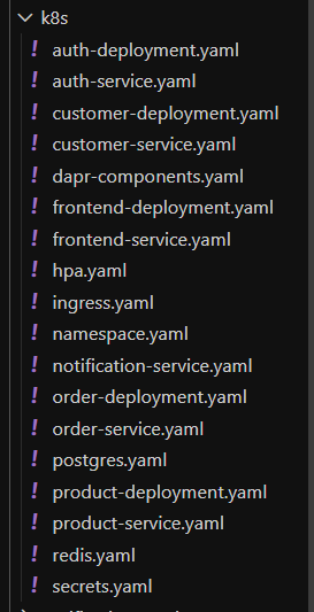 k8s
! auth-deployment.yaml
! auth-service.yaml
! customer-deployment.yaml
! customer-service.yaml
! dapr-components.yaml
! frontend-deployment.yaml
! frontend-service.yaml
! hpa.yaml
! ingress.yaml
! namespace.yaml
! notification-service.yaml
! order-deployment.yaml
! order-service.yaml
! postgres.yaml
! product-deployment.yaml
! product-service.yaml
! redis.yaml
! secrets.yaml